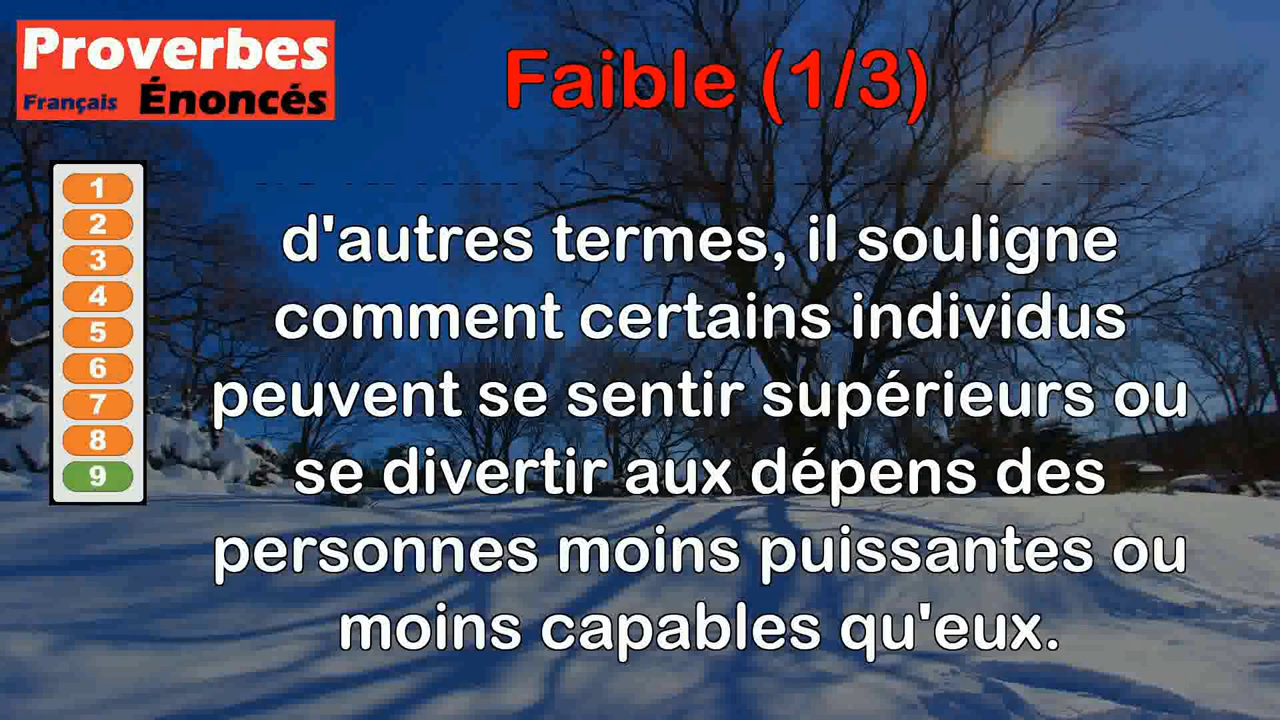 Proverbes
Français Énoncés
Faible (1/3)
1
2
3
4
5
6
7
8
9
d'autres termes, il souligne
comment certains individus
peuvent se sentir supérieurs ou
se divertir aux dépens des
personnes moins puissantes ou
moins capables qu'eux.